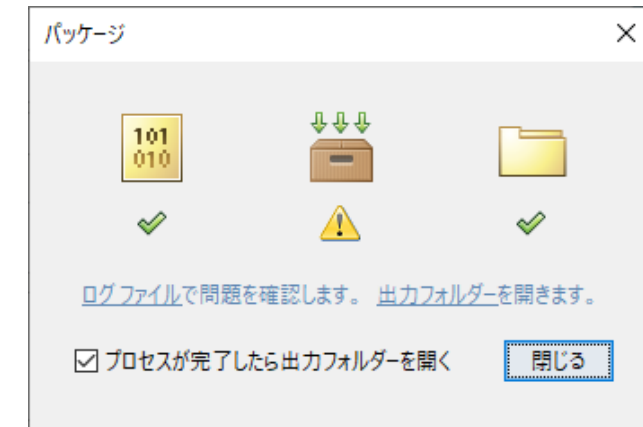 パッケージ
101
010
ログ ファイルで問題を確認します。 出力フォルダーを開きます。
プロセスが完了したら出力フォルダーを開く 閉じる